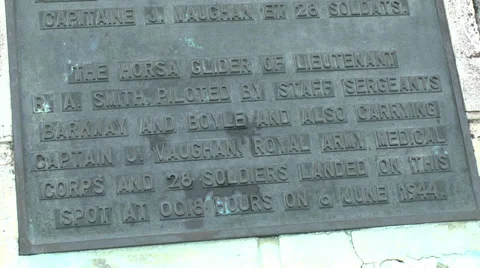 CAPITAINE J. VAUGHAN ET 28 SOLDATS.
THE HORSA GLIDER OF LIEUTENANT
R. A. SMITH, PILOTED BY STAFF SERGEANTS
BARKWAY AND BOYLE AND ALSO CARRYING
CAPTAIN J. VAUGHAN, ROYAL ARMY MEDICAL
CORPS AND 28 SOLDIERS LANDED ON THIS
SPOT AT 0018 HOURS ON 6 JUNE 1944.